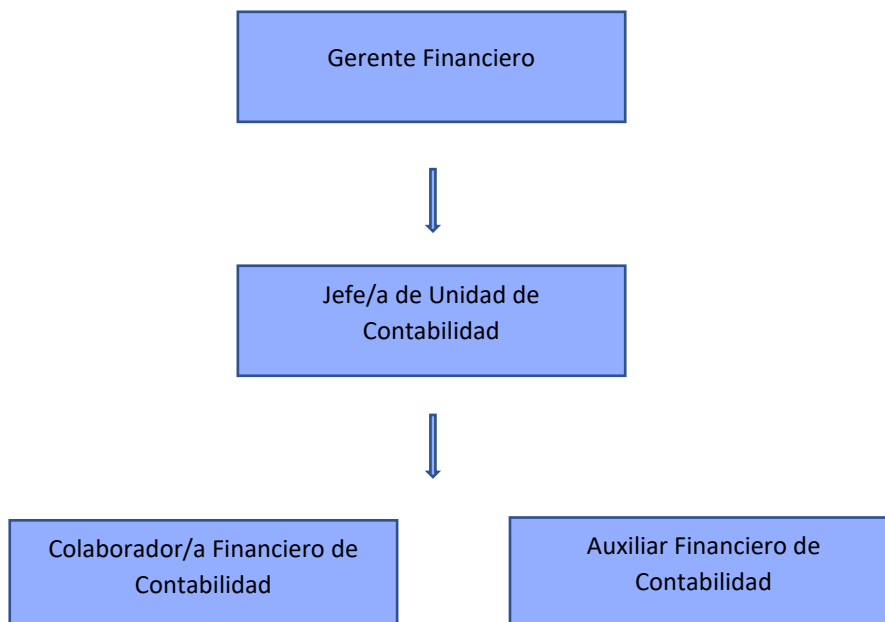 Gerente Financiero
Jefe/a de Unidad de
Contabilidad
Colaborador/a Financiero de
Contabilidad
Auxiliar Financiero de
Contabilidad